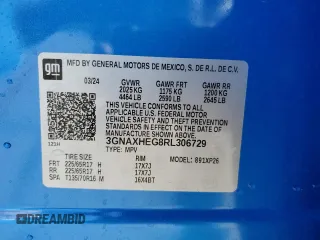 gm
MFD BY GENERAL MOTORS DE MEXICO, S. DE R.L. DE C.V.
03/24 GVWR GAWR FRT GAWR RR
2025 KG 1175 KG 1200 KG
4464 LB 2590 LB 2645 LB
THIS VEHICLE CONFORMS TO ALL APPLICABLE
U.S. FEDERAL MOTOR
VEHICLE SAFETY, BUMPER, AND THEFT
PREVENTION STANDARDS IN EFFECT ON THE
DATE OF MANUFACTURE SHOWN ABOVE.
3GNAXHEG8RL306729
TYPE: MPV MODEL: 891XP26
TIRE SIZE RIM
FRT 225/65R17 H 17X7J
RR 225/65R17 H 17X7J
SPA T135/70R16 M 16X4BT